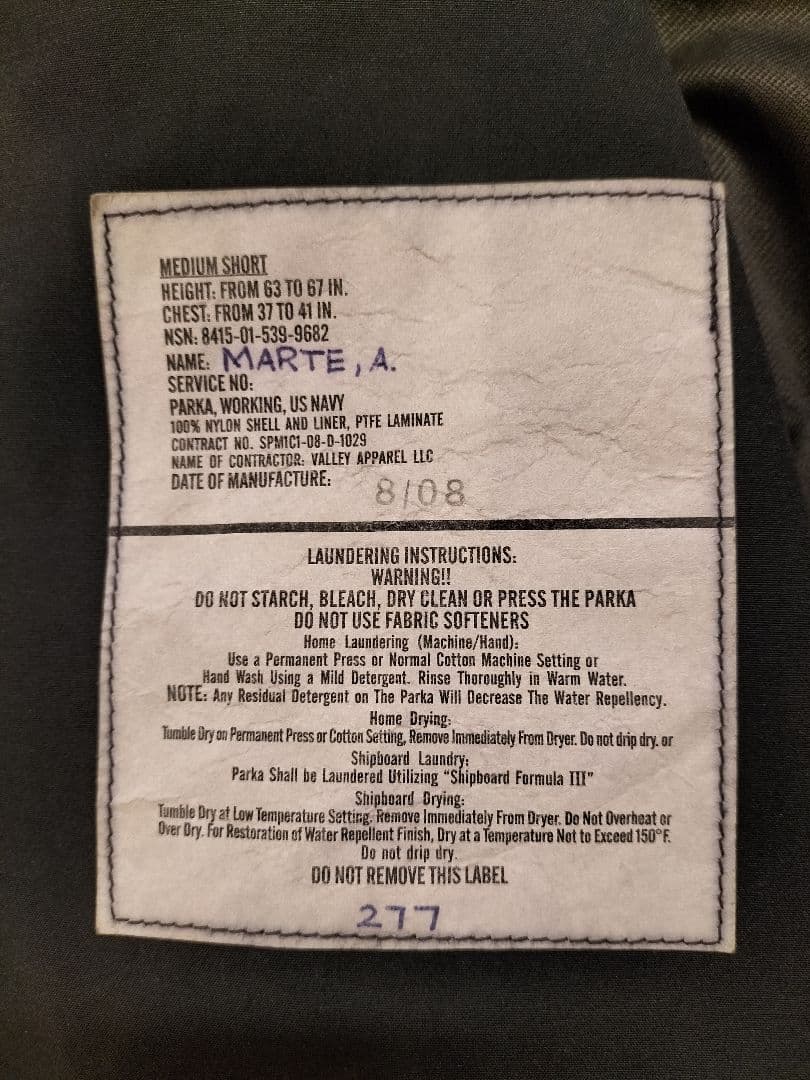 MEDIUM SHORT
HEIGHT: FROM 63 TO 67 IN.
CHEST: FROM 37 TO 41 IN.
NSN: 8415-01-539-9682
NAME: MARTE, A.
SERVICE NO:
PARKA, WORKING, US NAVY
100% NYLON SHELL AND LINER, PTFE LAMINATE
CONTRACT NO. SPM1C1-08-D-1029
NAME OF CONTRACTOR: VALLEY APPAREL LLC
DATE OF MANUFACTURE: 8/08
LAUNDERING INSTRUCTIONS:
WARNING!!
DO NOT STARCH, BLEACH, DRY CLEAN OR PRESS THE PARKA
DO NOT USE FABRIC SOFTENERS
Home Laundering (Machine/Hand):
Use a Permanent Press or Normal Cotton Machine Setting or
Hand Wash Using a Mild Detergent. Rinse Thoroughly in Warm Water.
NOTE: Any Residual Detergent on The Parka Will Decrease The Water Repellency.
Home Drying:
Tumble Dry on Permanent Press or Cotton Setting, Remove Immediately From Dryer. Do not drip dry. or
Shipboard Laundry:
Parka Shall be Laundered Utilizing "Shipboard Formula III"
Shipboard Drying:
Tumble Dry at Low Temperature Setting. Remove Immediately From Dryer. Do Not Overheat or
Over Dry. For Restoration of Water Repellent Finish, Dry at a Temperature Not to Exceed 150°F.
Do not drip dry.
DO NOT REMOVE THIS LABEL
277